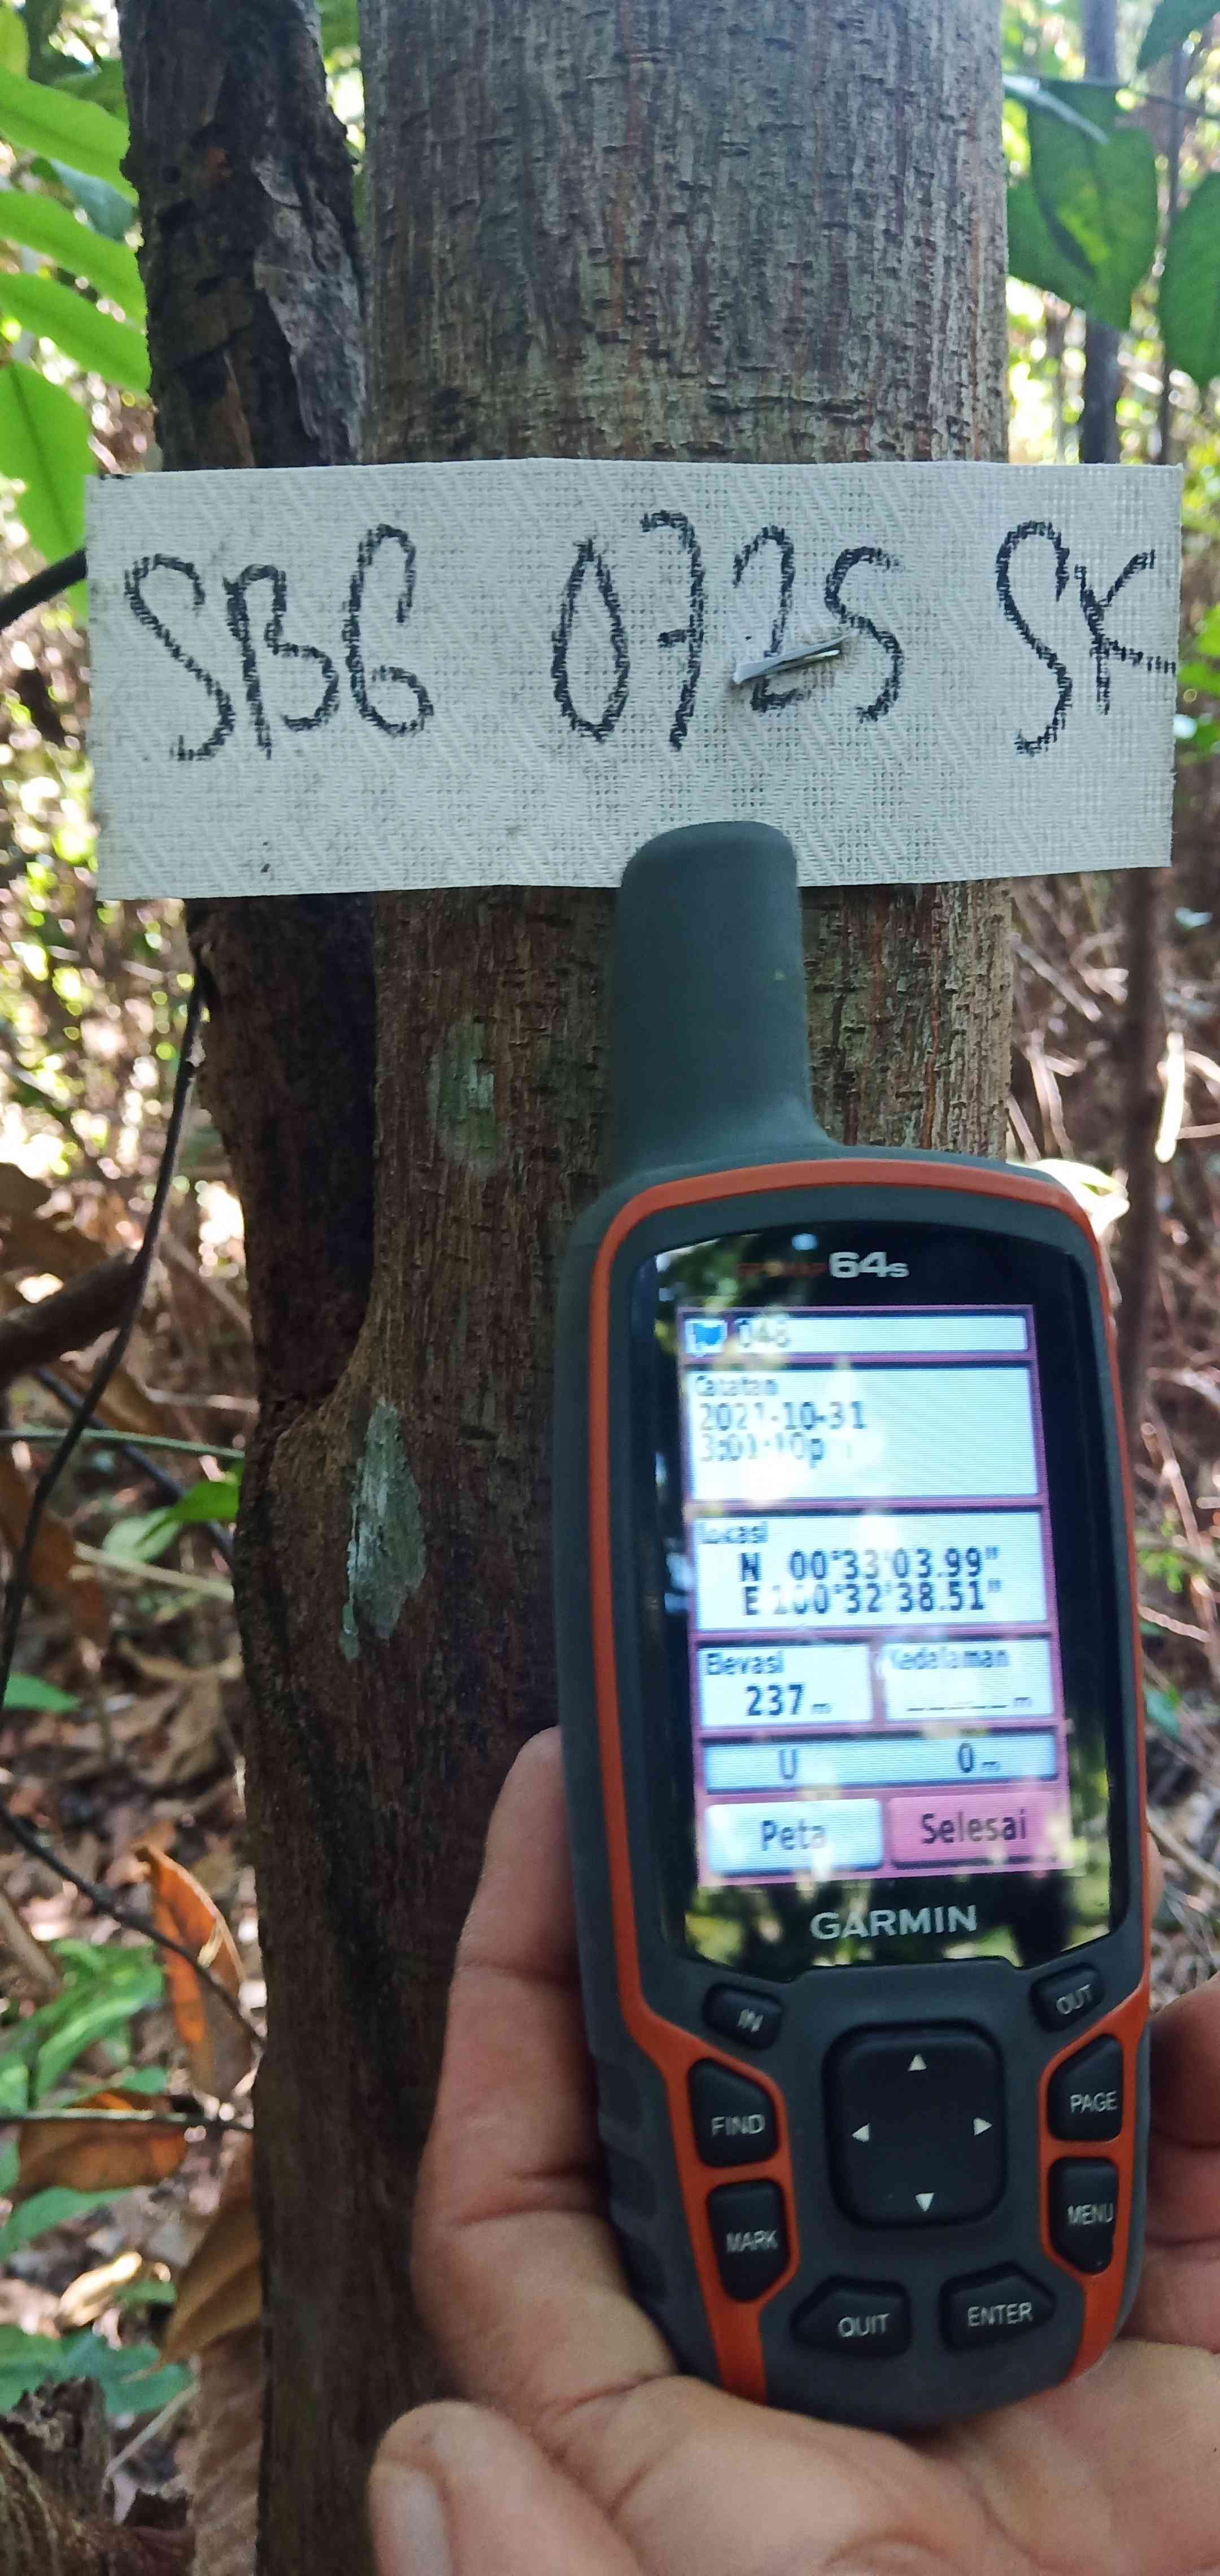 SBG 0725 SK
64s
048
Catatan
2021-10-31
3:01:10p
Lokasi
N 00°33'03.99"
E 100°32'38.51"
Elevasi Kedalaman
237 m _____ m
U 0 m
Peta Selesai
GARMIN
IN OUT
FIND PAGE
MARK MENU
QUIT ENTER